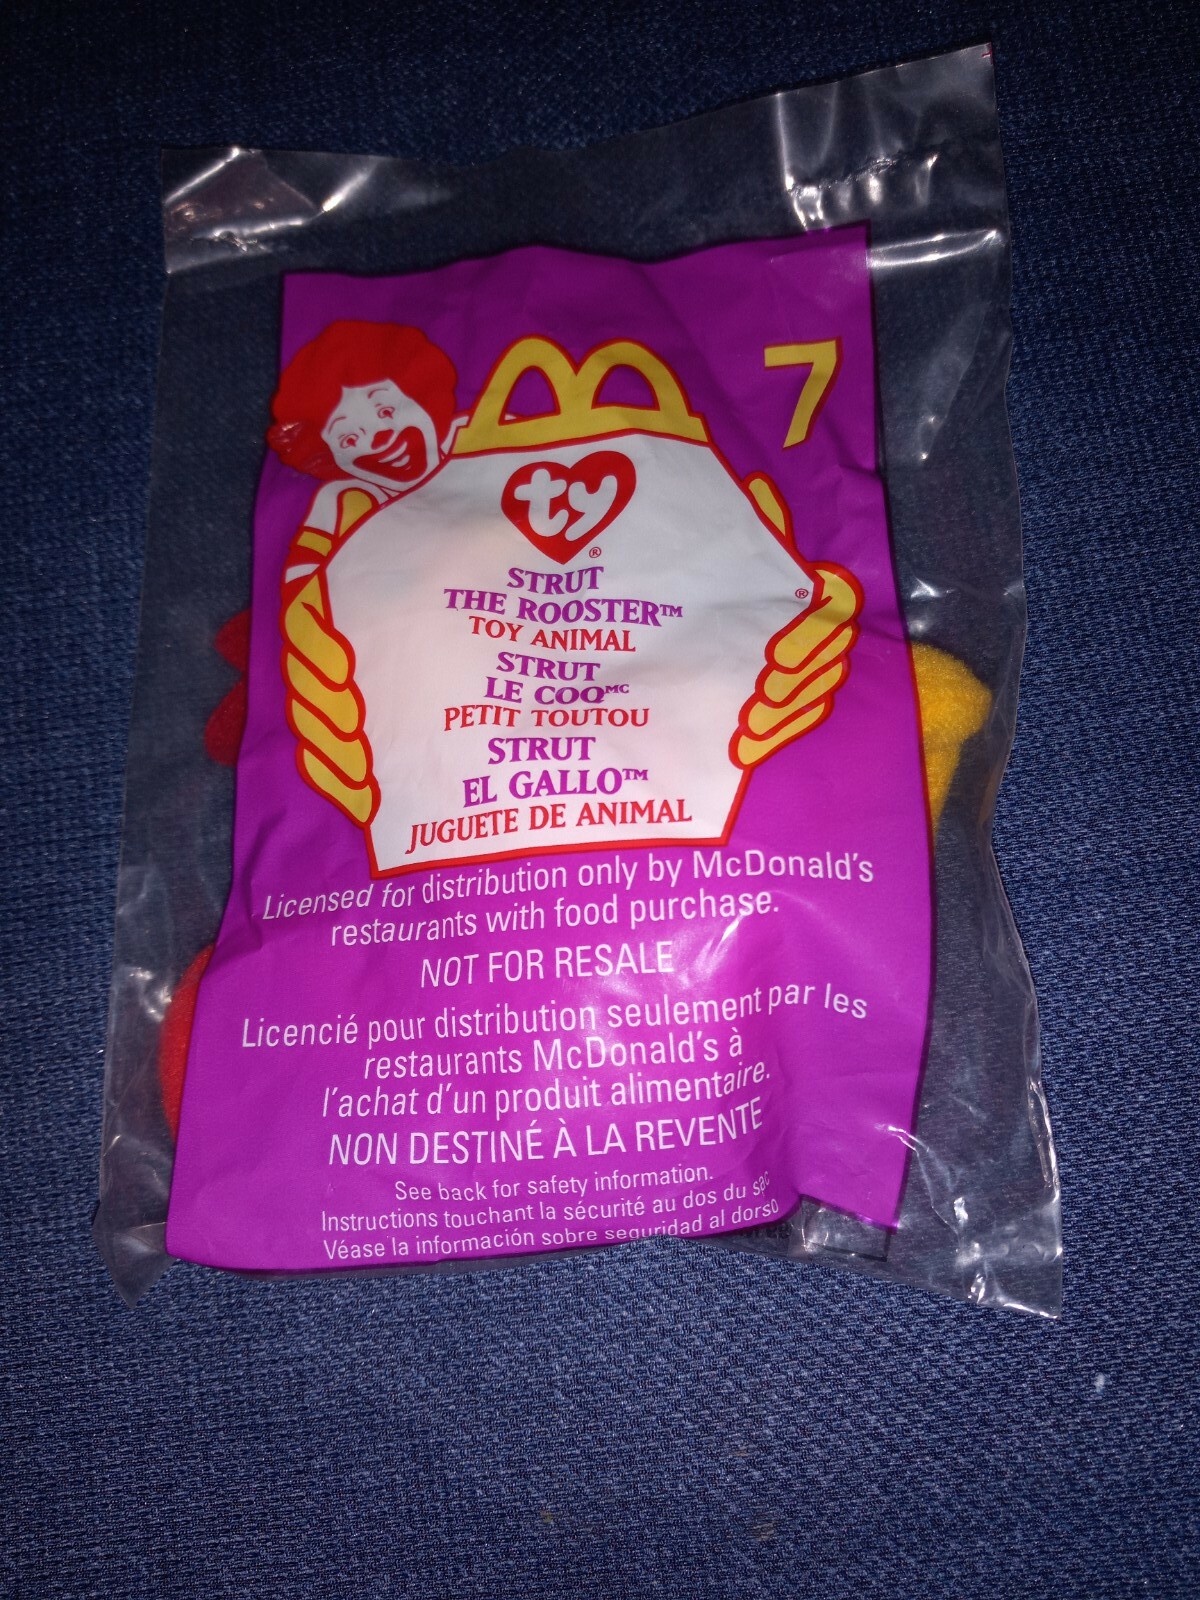 7
ty
®
STRUT
THE ROOSTER™
®
TOY ANIMAL
STRUT
LE COQMC
PETIT TOUTOU
STRUT
EL GALLO™
JUGUETE DE ANIMAL
Licensed for distribution only by McDonald's
restaurants with food purchase.
NOT FOR RESALE
Licencié pour distribution seulement par les
restaurants McDonald's à
l'achat d'un produit alimentaire.
NON DESTINÉ À LA REVENTE
See back for safety information.
Instructions touchant la sécurité au dos du sac
Véase la información sobre seguridad al dorso